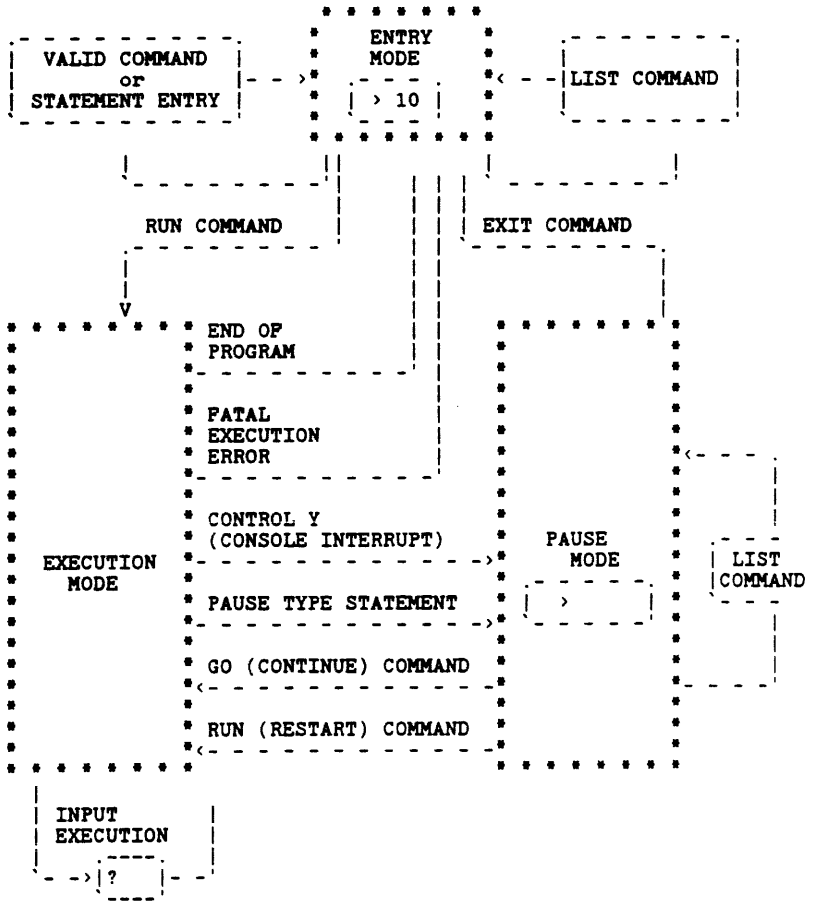 ENTRY
MODE
> 10
VALID COMMAND
or
STATEMENT ENTRY
LIST COMMAND
RUN COMMAND
EXIT COMMAND
END OF
PROGRAM
FATAL
EXECUTION
ERROR
CONTROL Y
(CONSOLE INTERRUPT)
EXECUTION
MODE
PAUSE TYPE STATEMENT
GO (CONTINUE) COMMAND
RUN (RESTART) COMMAND
PAUSE
MODE
>
LIST
COMMAND
INPUT
EXECUTION
?